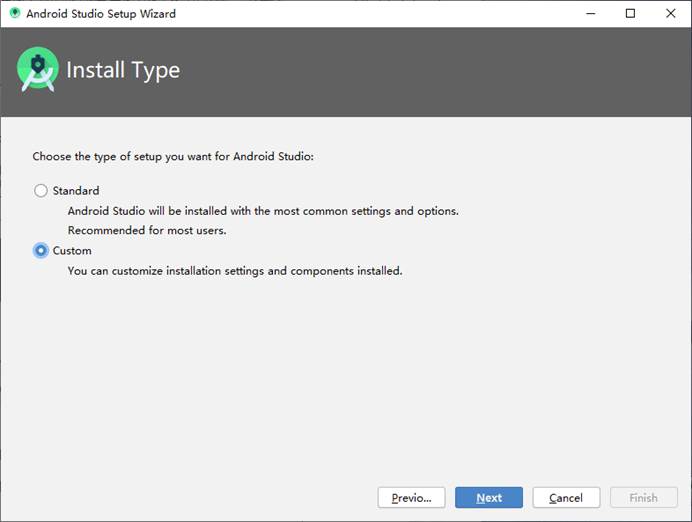 Android Studio Setup Wizard
Install Type
Choose the type of setup you want for Android Studio:
Standard
Android Studio will be installed with the most common settings and options.
Recommended for most users.
Custom
You can customize installation settings and components installed.
Previo... Next Cancel Finish